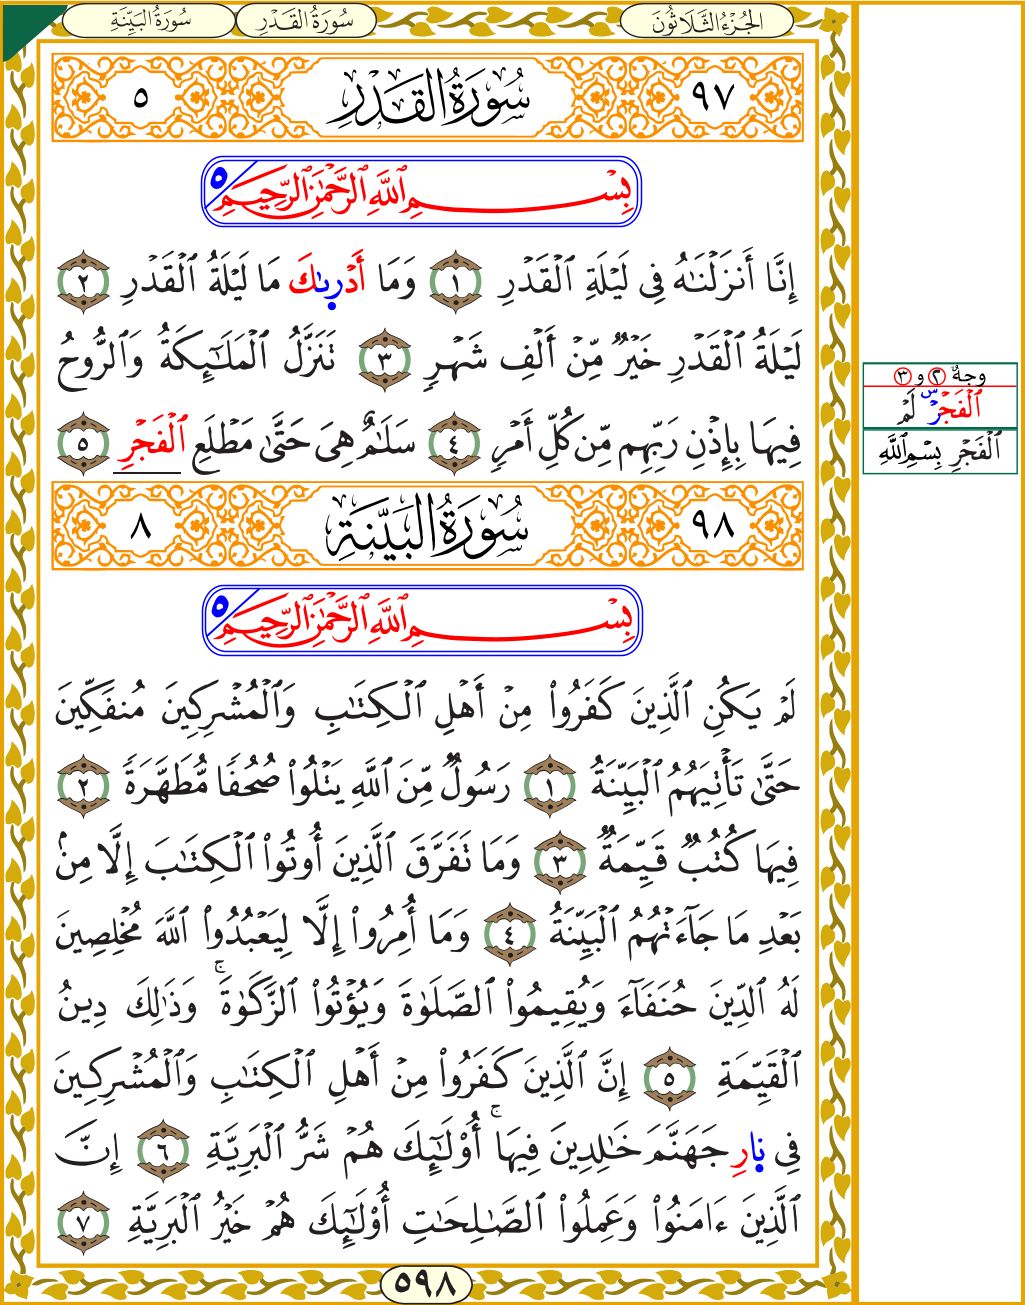 الجُزْءُ الثَّلَاثُونَ
سُورَةُ القَدْرِ
سُورَةُ البَيِّنَةِ
٩٧ سُورَةُ القَدْرِ ٥
بِسْمِ ٱللَّهِ ٱلرَّحْمَٰنِ ٱلرَّحِيمِ ٥
إِنَّا أَنزَلْنَٰهُ فِى لَيْلَةِ ٱلْقَدْرِ ١ وَمَا أَدْرِىٰكَ مَا لَيْلَةُ ٱلْقَدْرِ ٢
لَيْلَةُ ٱلْقَدْرِ خَيْرٌ مِّنْ أَلْفِ شَهْرٍ ٣ تَنَزَّلُ ٱلْمَلَٰٓئِكَةُ وَٱلرُّوحُ
فِيهَا بِإِذْنِ رَبِّهِم مِّن كُلِّ أَمْرٍ ٤ سَلَٰمٌ هِىَ حَتَّىٰ مَطْلَعِ ٱلْفَجْرِ ٥
٩٨ سُورَةُ البَيِّنَةِ ٨
بِسْمِ ٱللَّهِ ٱلرَّحْمَٰنِ ٱلرَّحِيمِ ٥
لَمْ يَكُنِ ٱلَّذِينَ كَفَرُوا۟ مِنْ أَهْلِ ٱلْكِتَٰبِ وَٱلْمُشْرِكِينَ مُنفَكِّينَ
حَتَّىٰ تَأْتِيَهُمُ ٱلْبَيِّنَةُ ١ رَسُولٌ مِّنَ ٱللَّهِ يَتْلُوا۟ صُحُفًا مُّطَهَّرَةً ٢
فِيهَا كُتُبٌ قَيِّمَةٌ ٣ وَمَا تَفَرَّقَ ٱلَّذِينَ أُوتُوا۟ ٱلْكِتَٰبَ إِلَّا مِنۢ
بَعْدِ مَا جَآءَتْهُمُ ٱلْبَيِّنَةُ ٤ وَمَا أُمِرُوا۟ إِلَّا لِيَعْبُدُوا۟ ٱللَّهَ مُخْلِصِينَ
لَهُ ٱلدِّينَ حُنَفَآءَ وَيُقِيمُوا۟ ٱلصَّلَوٰةَ وَيُؤْتُوا۟ ٱلزَّكَوٰةَ ۚ وَذَٰلِكَ دِينُ
ٱلْقَيِّمَةِ ٥ إِنَّ ٱلَّذِينَ كَفَرُوا۟ مِنْ أَهْلِ ٱلْكِتَٰبِ وَٱلْمُشْرِكِينَ
فِى نِارِ جَهَنَّمَ خَٰلِدِينَ فِيهَا ۚ أُو۟لَٰٓئِكَ هُمْ شَرُّ ٱلْبَرِيَّةِ ٦ إِنَّ
ٱلَّذِينَ ءَامَنُوا۟ وَعَمِلُوا۟ ٱلصَّٰلِحَٰتِ أُو۟لَٰٓئِكَ هُمْ خَيْرُ ٱلْبَرِيَّةِ ٧
٥٩٨
وجهٌ ٢ و ٣
ٱلْفَجْرِ س لَمْ
ٱلْفَجْرِ بِسْمِ ٱللَّهِ